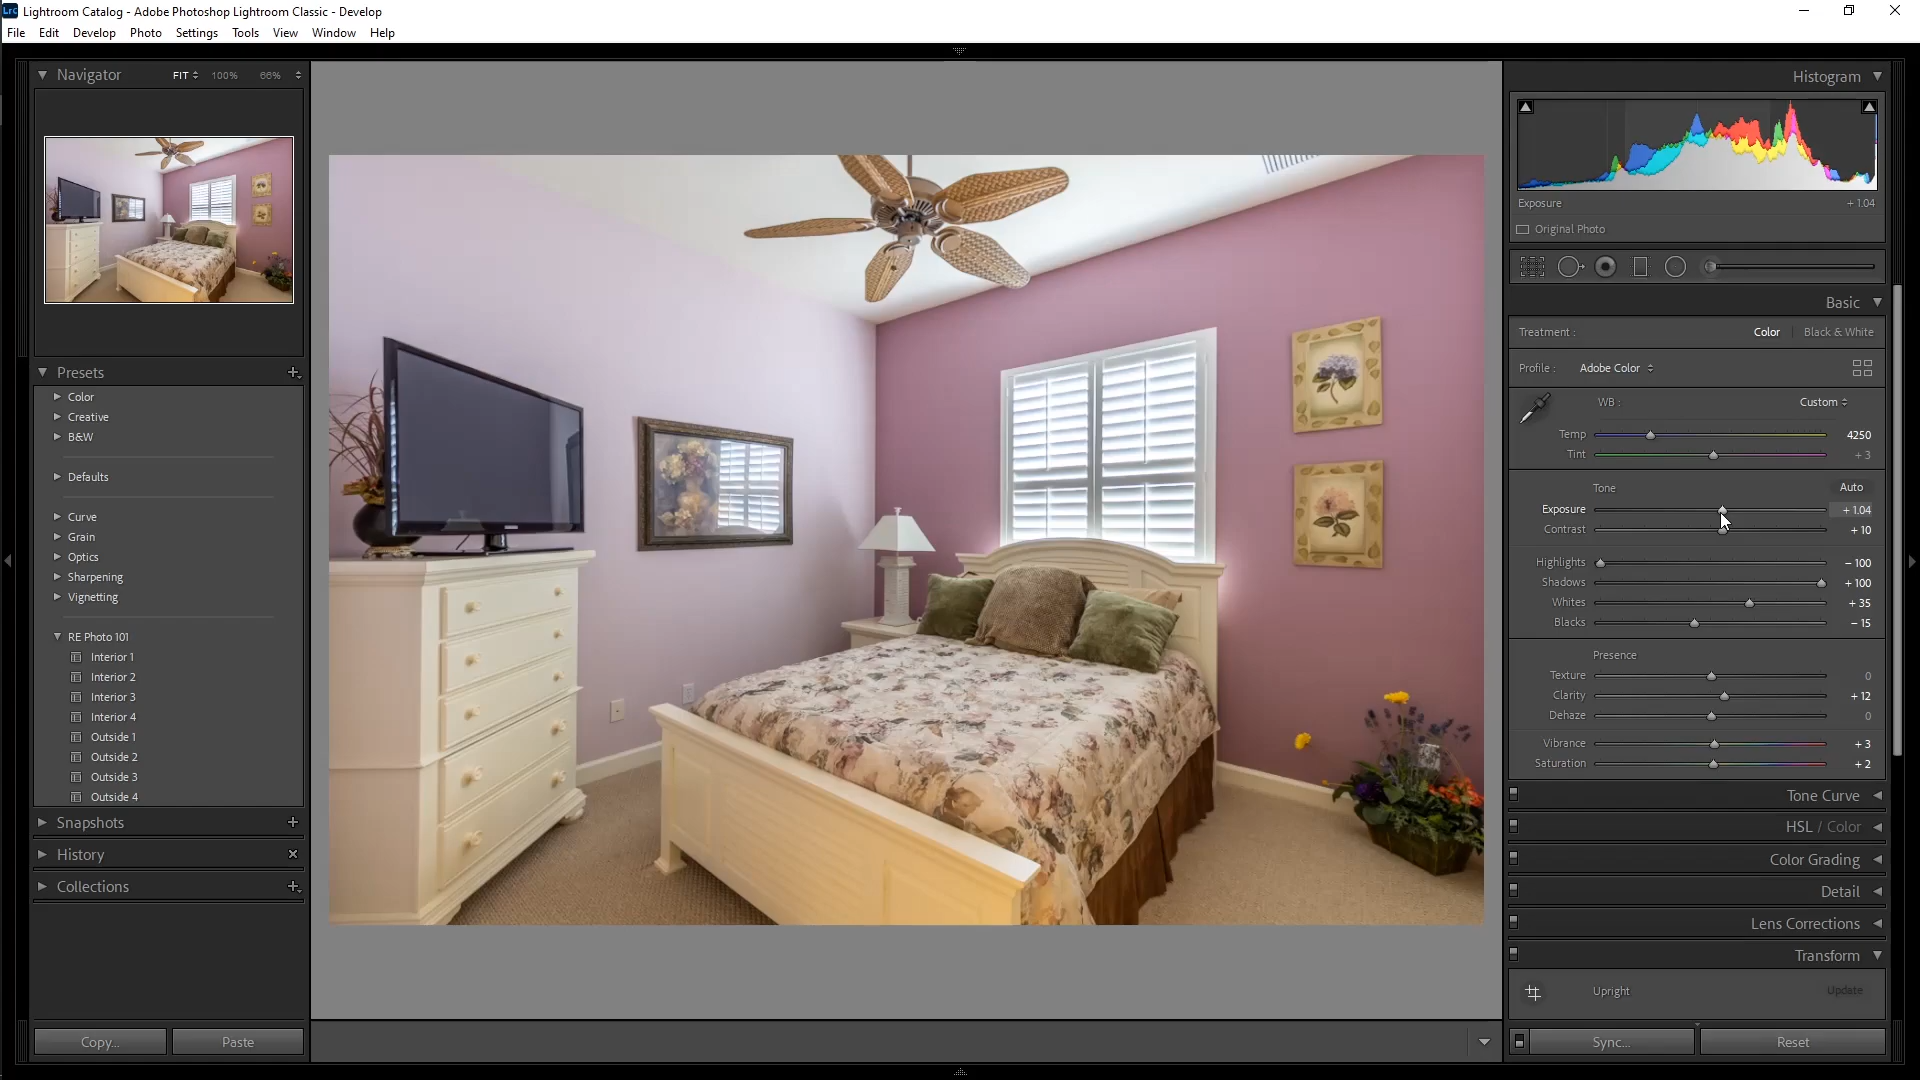 Lrc Lightroom Catalog - Adobe Photoshop Lightroom Classic - Develop
File Edit Develop Photo Settings Tools View Window Help
Navigator FIT 100% 66%
Histogram
Exposure + 1.04
Original Photo
Basic
Treatment : Color Black & White
Profile : Adobe Color
WB : Custom
Temp 4250
Tint + 3
Tone Auto
Exposure + 1.04
Contrast + 10
Highlights - 100
Shadows + 100
Whites + 35
Blacks - 15
Presence
Texture 0
Clarity + 12
Dehaze 0
Vibrance + 3
Saturation + 2
Tone Curve
HSL / Color
Color Grading
Detail
Lens Corrections
Transform
Upright Update
Sync... Reset
Presets
Color
Creative
B&W
Defaults
Curve
Grain
Optics
Sharpening
Vignetting
RE Photo 101
Interior 1
Interior 2
Interior 3
Interior 4
Outside 1
Outside 2
Outside 3
Outside 4
Snapshots
History
Collections
Copy... Paste